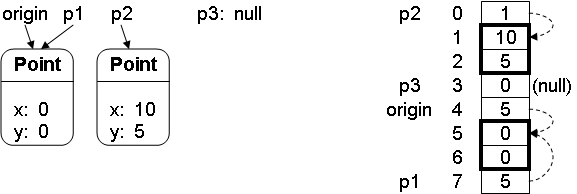 origin p1 p2 p3: null
Point Point
x: 0 x: 10
y: 0 y: 5
p2 0 1
1 10
2 5
p3 3 0 (null)
origin 4 5
5 0
6 0
p1 7 5